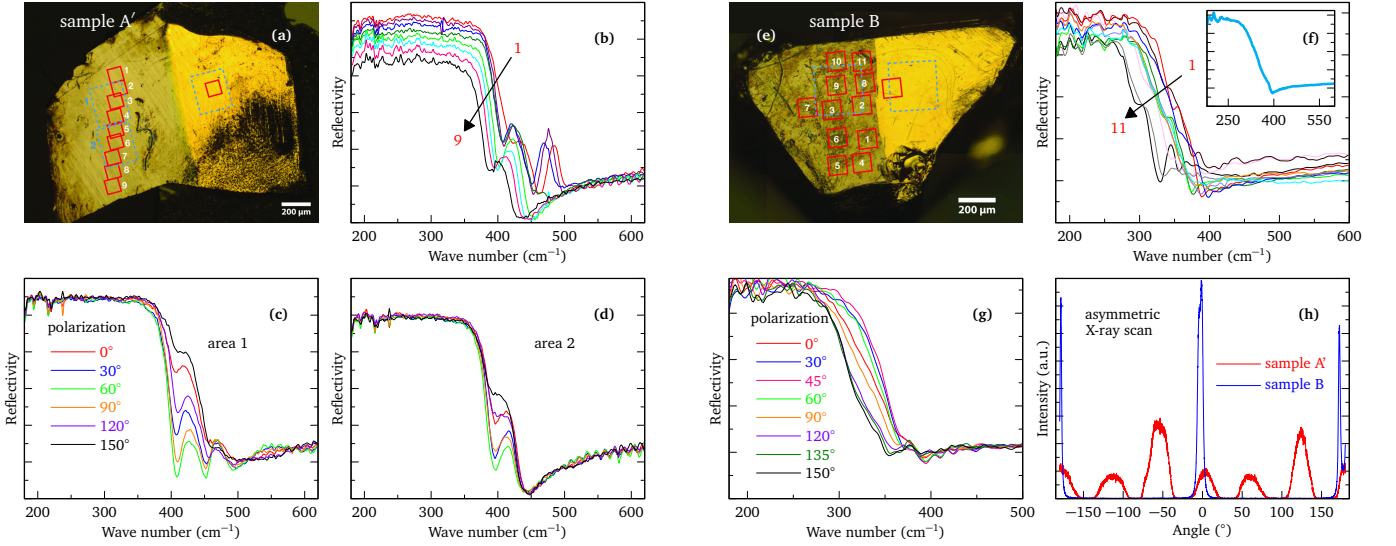 sample A′
(a)
1
2
3
4
5
6
7
8
9
1
2
200 µm
Reflectivity
(b)
1
9
200
300
400
500
600
Wave number (cm⁻¹)
Reflectivity
(c)
polarization
area 1
0°
30°
60°
90°
120°
150°
200
300
400
500
600
Wave number (cm⁻¹)
Reflectivity
(d)
area 2
200
300
400
500
600
Wave number (cm⁻¹)
sample B
(e)
10
11
9
8
7
3
2
6
1
5
4
200 µm
Reflectivity
(f)
1
11
250
400
550
200
300
400
500
600
Wave number (cm⁻¹)
Reflectivity
(g)
polarization
0°
30°
45°
60°
90°
120°
135°
150°
200
300
400
500
Wave number (cm⁻¹)
Intensity (a.u.)
(h)
asymmetric
X-ray scan
sample A'
sample B
−150
−100
−50
0
50
100
150
Angle (°)